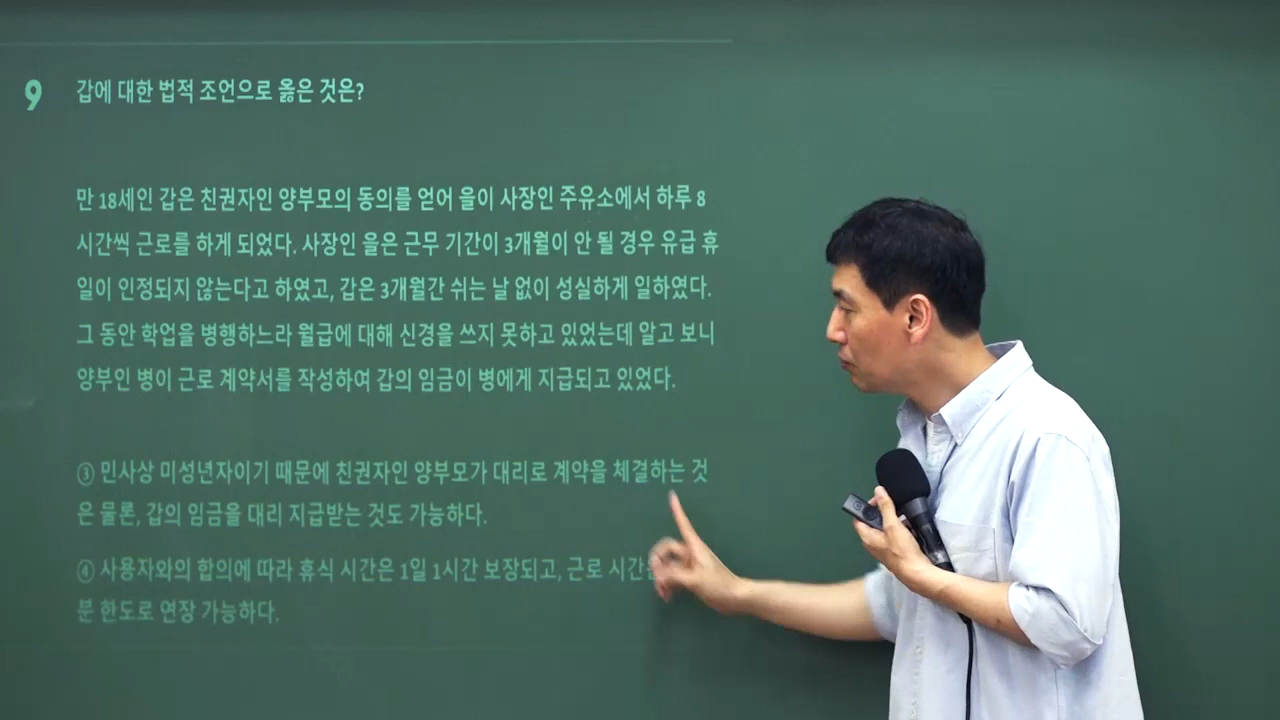 9 갑에 대한 법적 조언으로 옳은 것은?
만 18세인 갑은 친권자인 양부모의 동의를 얻어 을이 사장인 주유소에서 하루 8
시간씩 근로를 하게 되었다. 사장인 을은 근무 기간이 3개월이 안 될 경우 유급 휴
일이 인정되지 않는다고 하였고, 갑은 3개월간 쉬는 날 없이 성실하게 일하였다.
그 동안 학업을 병행하느라 월급에 대해 신경을 쓰지 못하고 있었는데 알고 보니
양부인 병이 근로 계약서를 작성하여 갑의 임금이 병에게 지급되고 있었다.
③ 민사상 미성년자이기 때문에 친권자인 양부모가 대리로 계약을 체결하는 것
은 물론, 갑의 임금을 대리 지급받는 것도 가능하다.
④ 사용자와의 합의에 따라 휴식 시간은 1일 1시간 보장되고, 근로 시간
분 한도로 연장 가능하다.